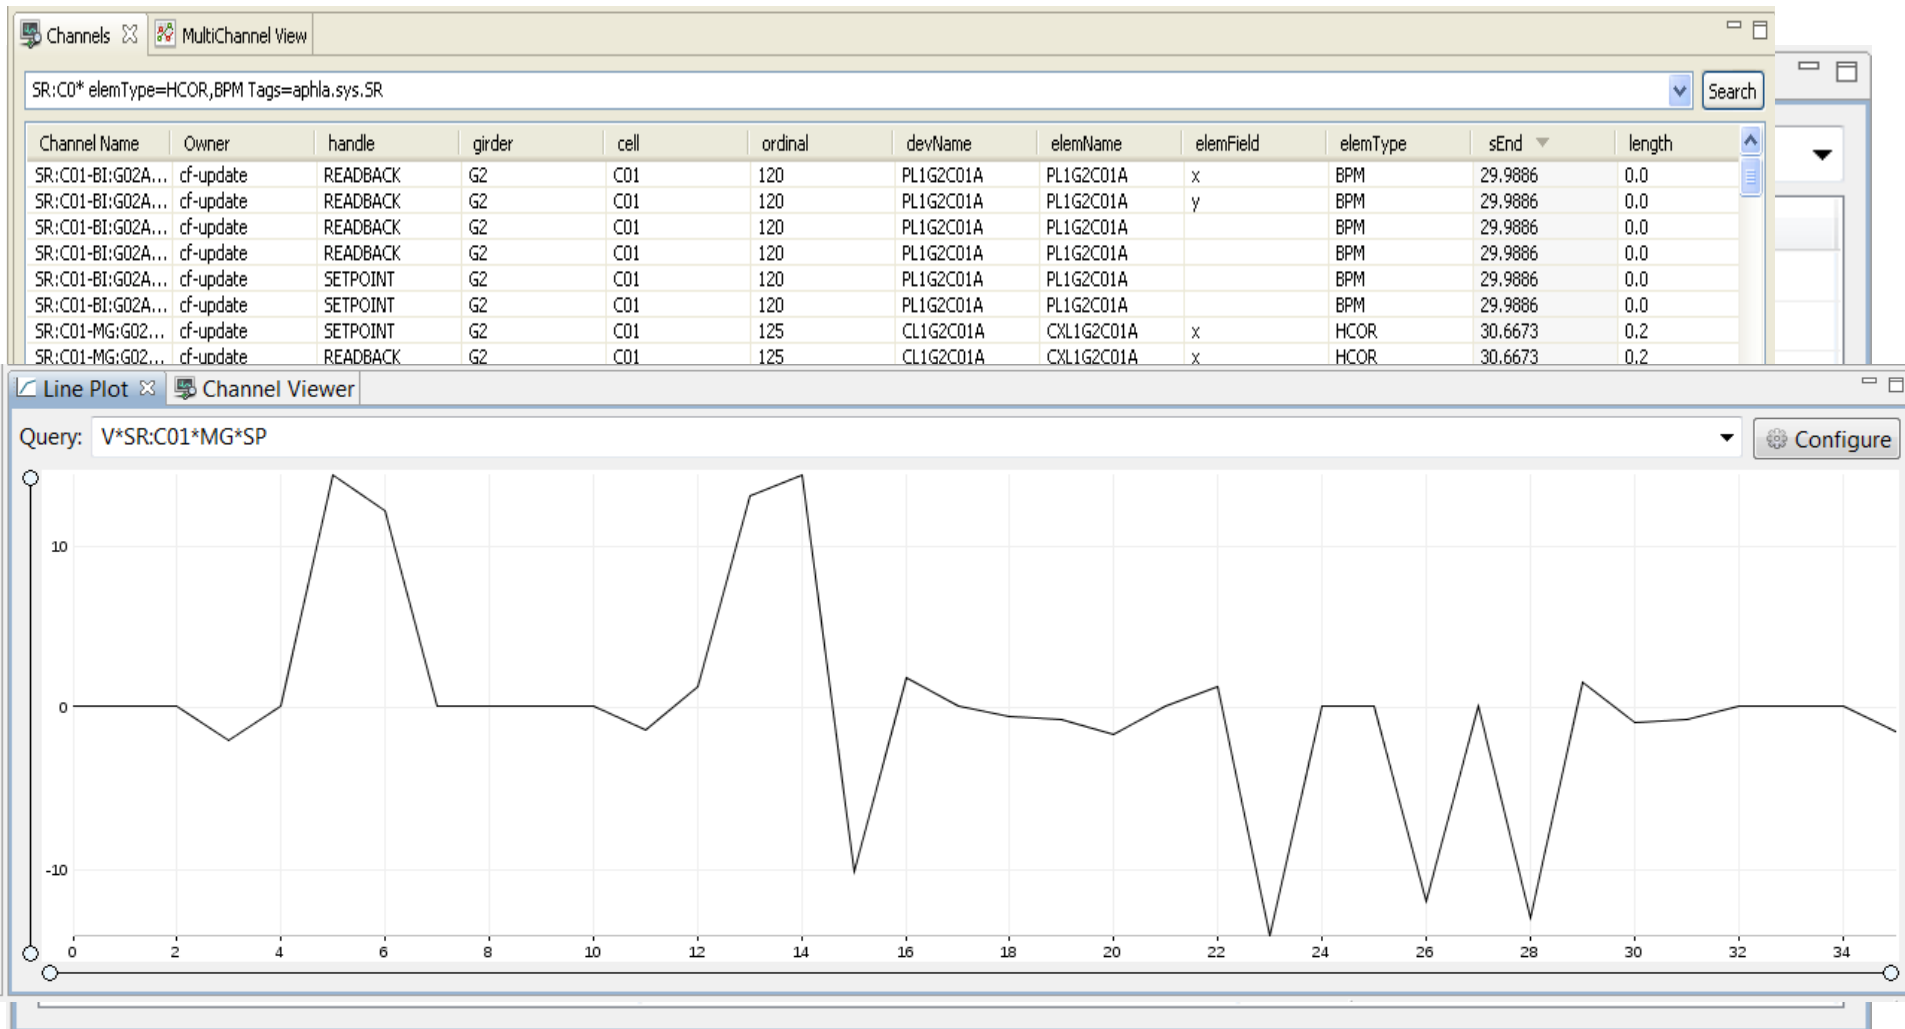 Channels MultiChannel View
SR:C0* elemType=HCOR,BPM Tags=aphla.sys.SR Search
Channel Name Owner handle girder cell ordinal devName elemName elemField elemType sEnd length
SR:C01-BI:G02A... cf-update READBACK G2 C01 120 PL1G2C01A PL1G2C01A x BPM 29.9886 0.0
SR:C01-BI:G02A... cf-update READBACK G2 C01 120 PL1G2C01A PL1G2C01A y BPM 29.9886 0.0
SR:C01-BI:G02A... cf-update READBACK G2 C01 120 PL1G2C01A PL1G2C01A BPM 29.9886 0.0
SR:C01-BI:G02A... cf-update READBACK G2 C01 120 PL1G2C01A PL1G2C01A BPM 29.9886 0.0
SR:C01-BI:G02A... cf-update SETPOINT G2 C01 120 PL1G2C01A PL1G2C01A BPM 29.9886 0.0
SR:C01-BI:G02A... cf-update SETPOINT G2 C01 120 PL1G2C01A PL1G2C01A BPM 29.9886 0.0
SR:C01-MG:G02... cf-update SETPOINT G2 C01 125 CL1G2C01A CXL1G2C01A x HCOR 30.6673 0.2
SR:C01-MG:G02... cf-update READBACK G2 C01 125 CL1G2C01A CXL1G2C01A x HCOR 30.6673 0.2
Line Plot Channel Viewer
Query: V*SR:C01*MG*SP Configure
10
0
-10
0 2 4 6 8 10 12 14 16 18 20 22 24 26 28 30 32 34